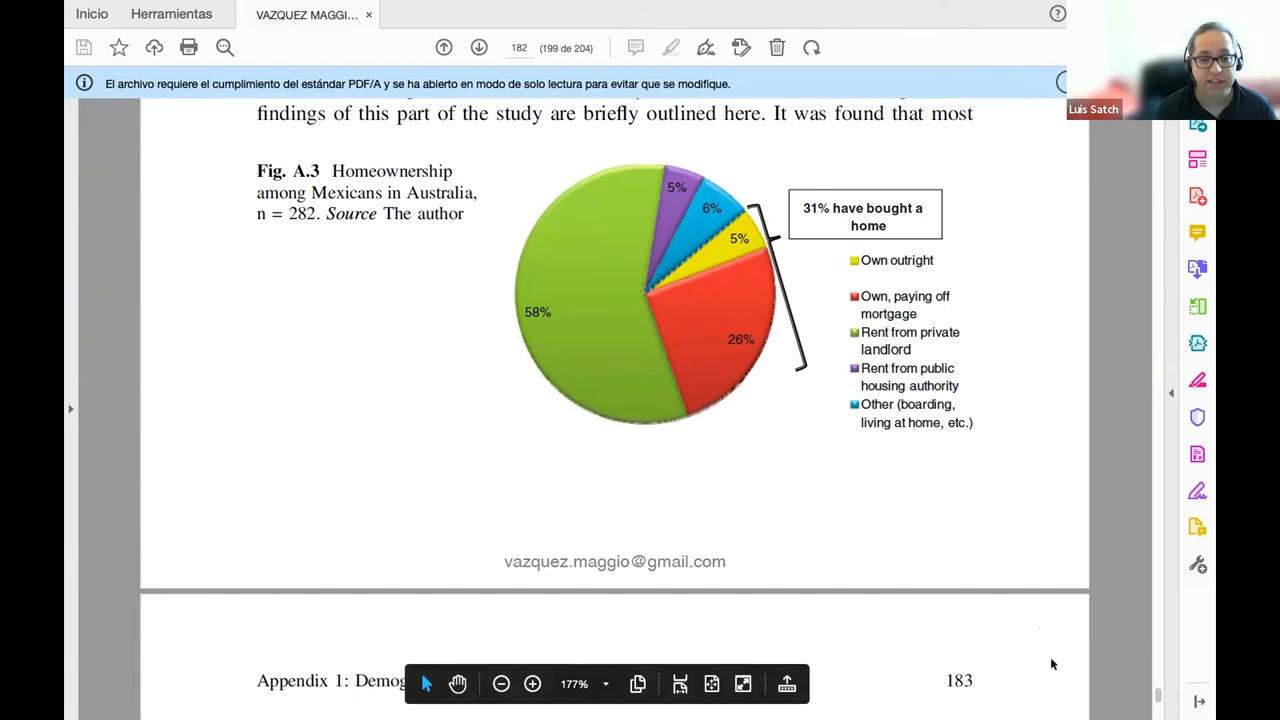 Inicio
Herramientas
VAZQUEZ MAGGI...
182
(199 de 204)
Luis Satch
El archivo requiere el cumplimiento del estándar PDF/A y se ha abierto en modo de solo lectura para evitar que se modifique.
findings of this part of the study are briefly outlined here. It was found that most
Fig. A.3 Homeownership
among Mexicans in Australia,
n = 282. Source The author
5%
6%
5%
58%
26%
31% have bought a
home
Own outright
Own, paying off
mortgage
Rent from private
landlord
Rent from public
housing authority
Other (boarding,
living at home, etc.)
vazquez.maggio@gmail.com
Appendix 1: Demog
183
177%